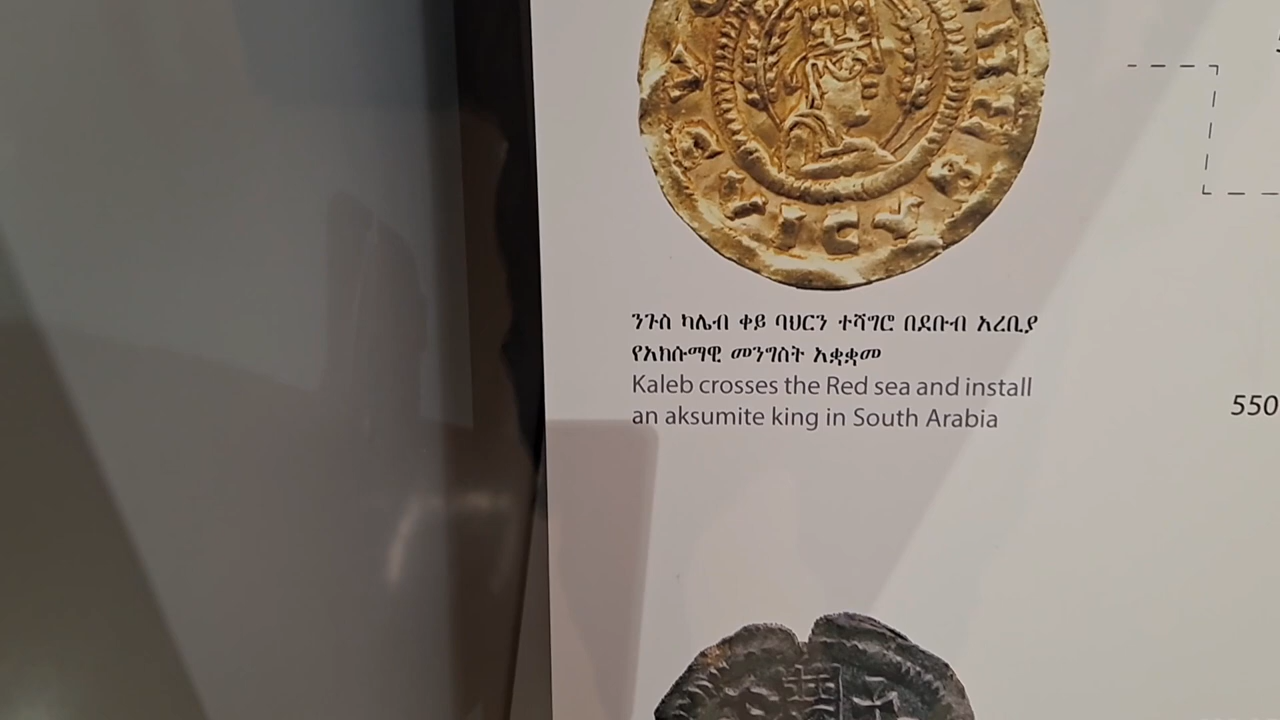 ንጉስ ካሌብ ቀይ ባህርን ተሻግሮ በደቡብ አረቢያ
የአክሱማዊ መንግስት አቋቋመ
Kaleb crosses the Red sea and install
an aksumite king in South Arabia
550